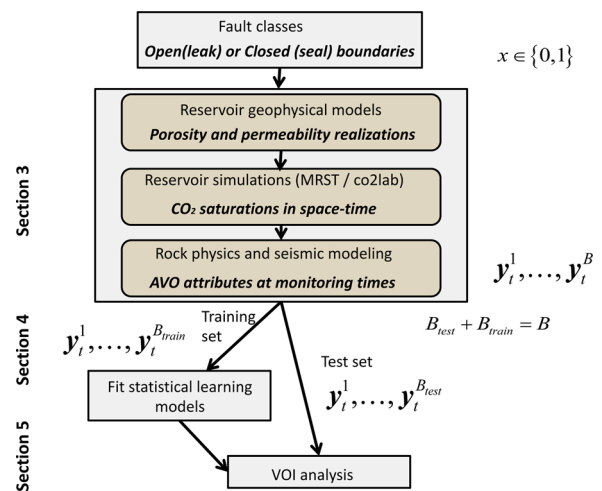 Fault classes
Open(leak) or Closed (seal) boundaries
x ∈ {0,1}
Section 3
Reservoir geophysical models
Porosity and permeability realizations
Reservoir simulations (MRST / co2lab)
CO₂ saturations in space-time
Rock physics and seismic modeling
AVO attributes at monitoring times
y_t^1,…, y_t^B
B_test + B_train = B
Section 4
Training
set
y_t^1,…, y_t^{B_train}
Test set
y_t^1,…, y_t^{B_test}
Fit statistical learning
models
Section 5
VOI analysis